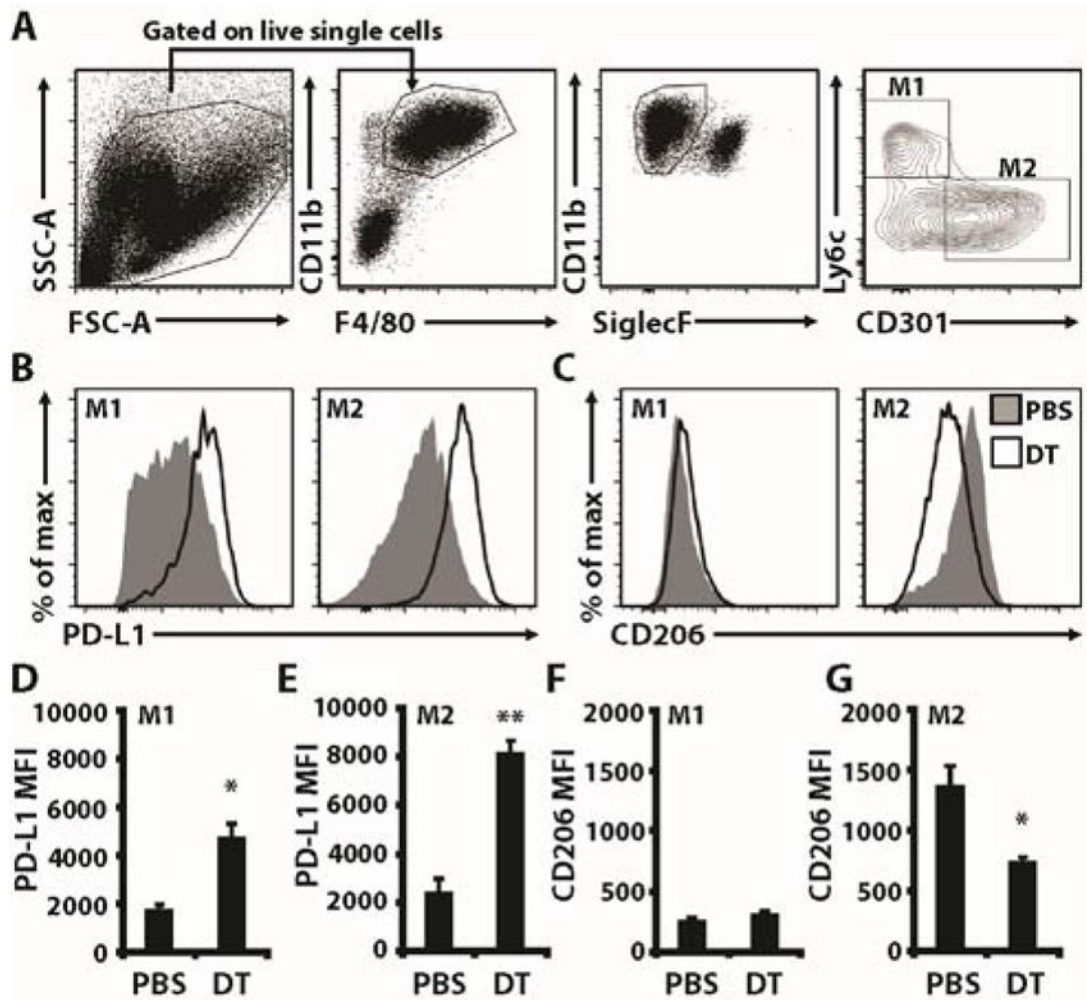 A
Gated on live single cells
SSC-A
FSC-A
CD11b
F4/80
CD11b
SiglecF
Ly6c
CD301
M1
M2
B
% of max
M1
M2
PD-L1
C
% of max
M1
M2
PBS
DT
CD206
D
PD-L1 MFI
10000
8000
6000
4000
2000
0
M1
*
PBS DT
E
PD-L1 MFI
10000
8000
6000
4000
2000
0
M2
**
PBS DT
F
CD206 MFI
2000
1500
1000
500
0
M1
PBS DT
G
CD206 MFI
2000
1500
1000
500
0
M2
*
PBS DT